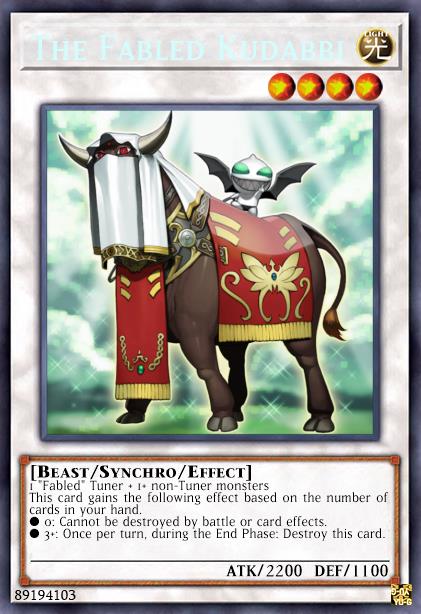 The Fabled Kudabbi
LIGHT
光
[Beast/Synchro/Effect]
1 "Fabled" Tuner + 1+ non-Tuner monsters
This card gains the following effect based on the number of
cards in your hand.
● 0: Cannot be destroyed by battle or card effects.
● 3+: Once per turn, during the End Phase: Destroy this card.
ATK/2200 DEF/1100
89194103